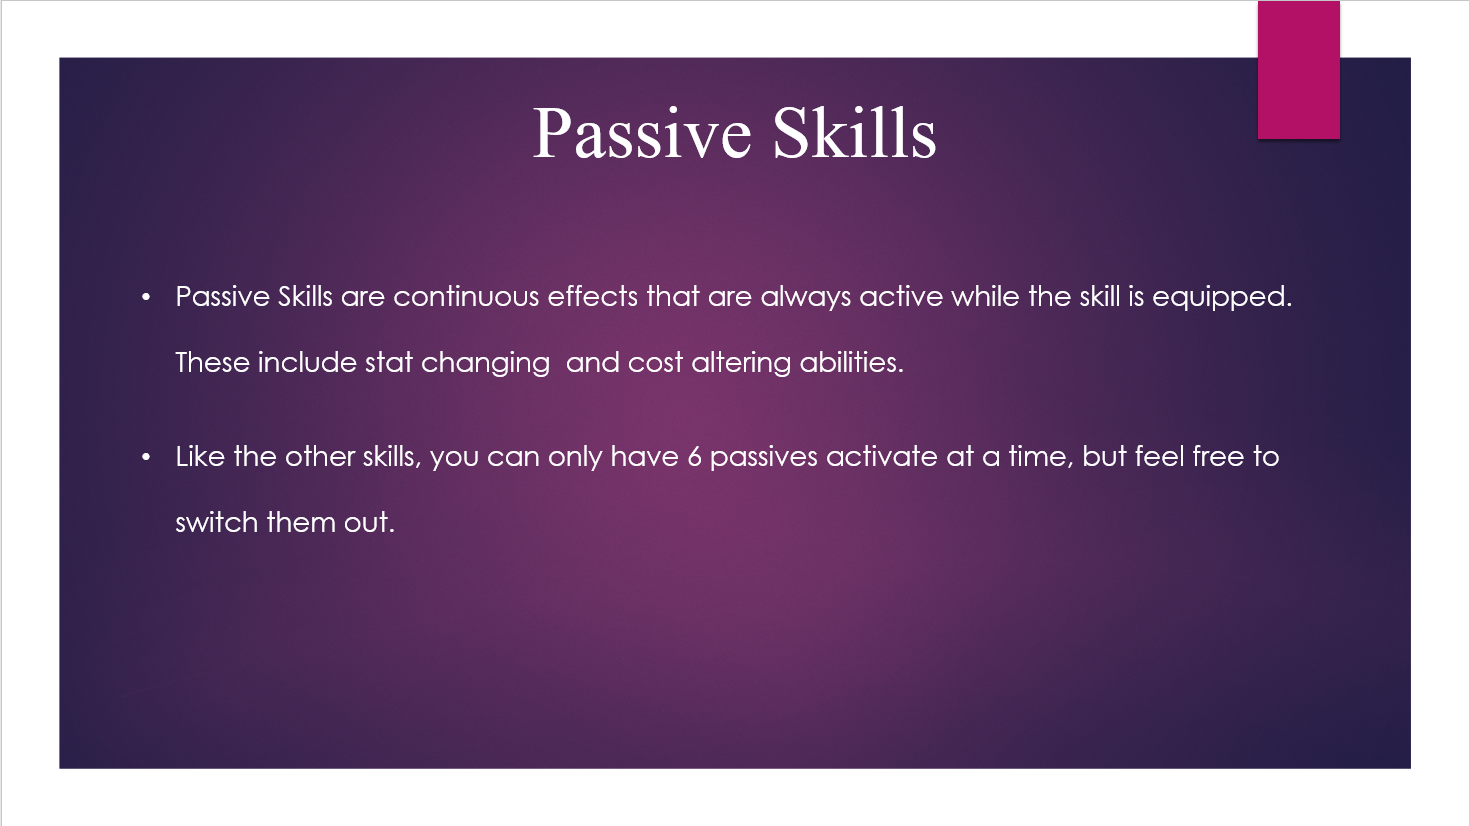 Passive Skills
• Passive Skills are continuous effects that are always active while the skill is equipped.
These include stat changing  and cost altering abilities.
• Like the other skills, you can only have 6 passives activate at a time, but feel free to
switch them out.